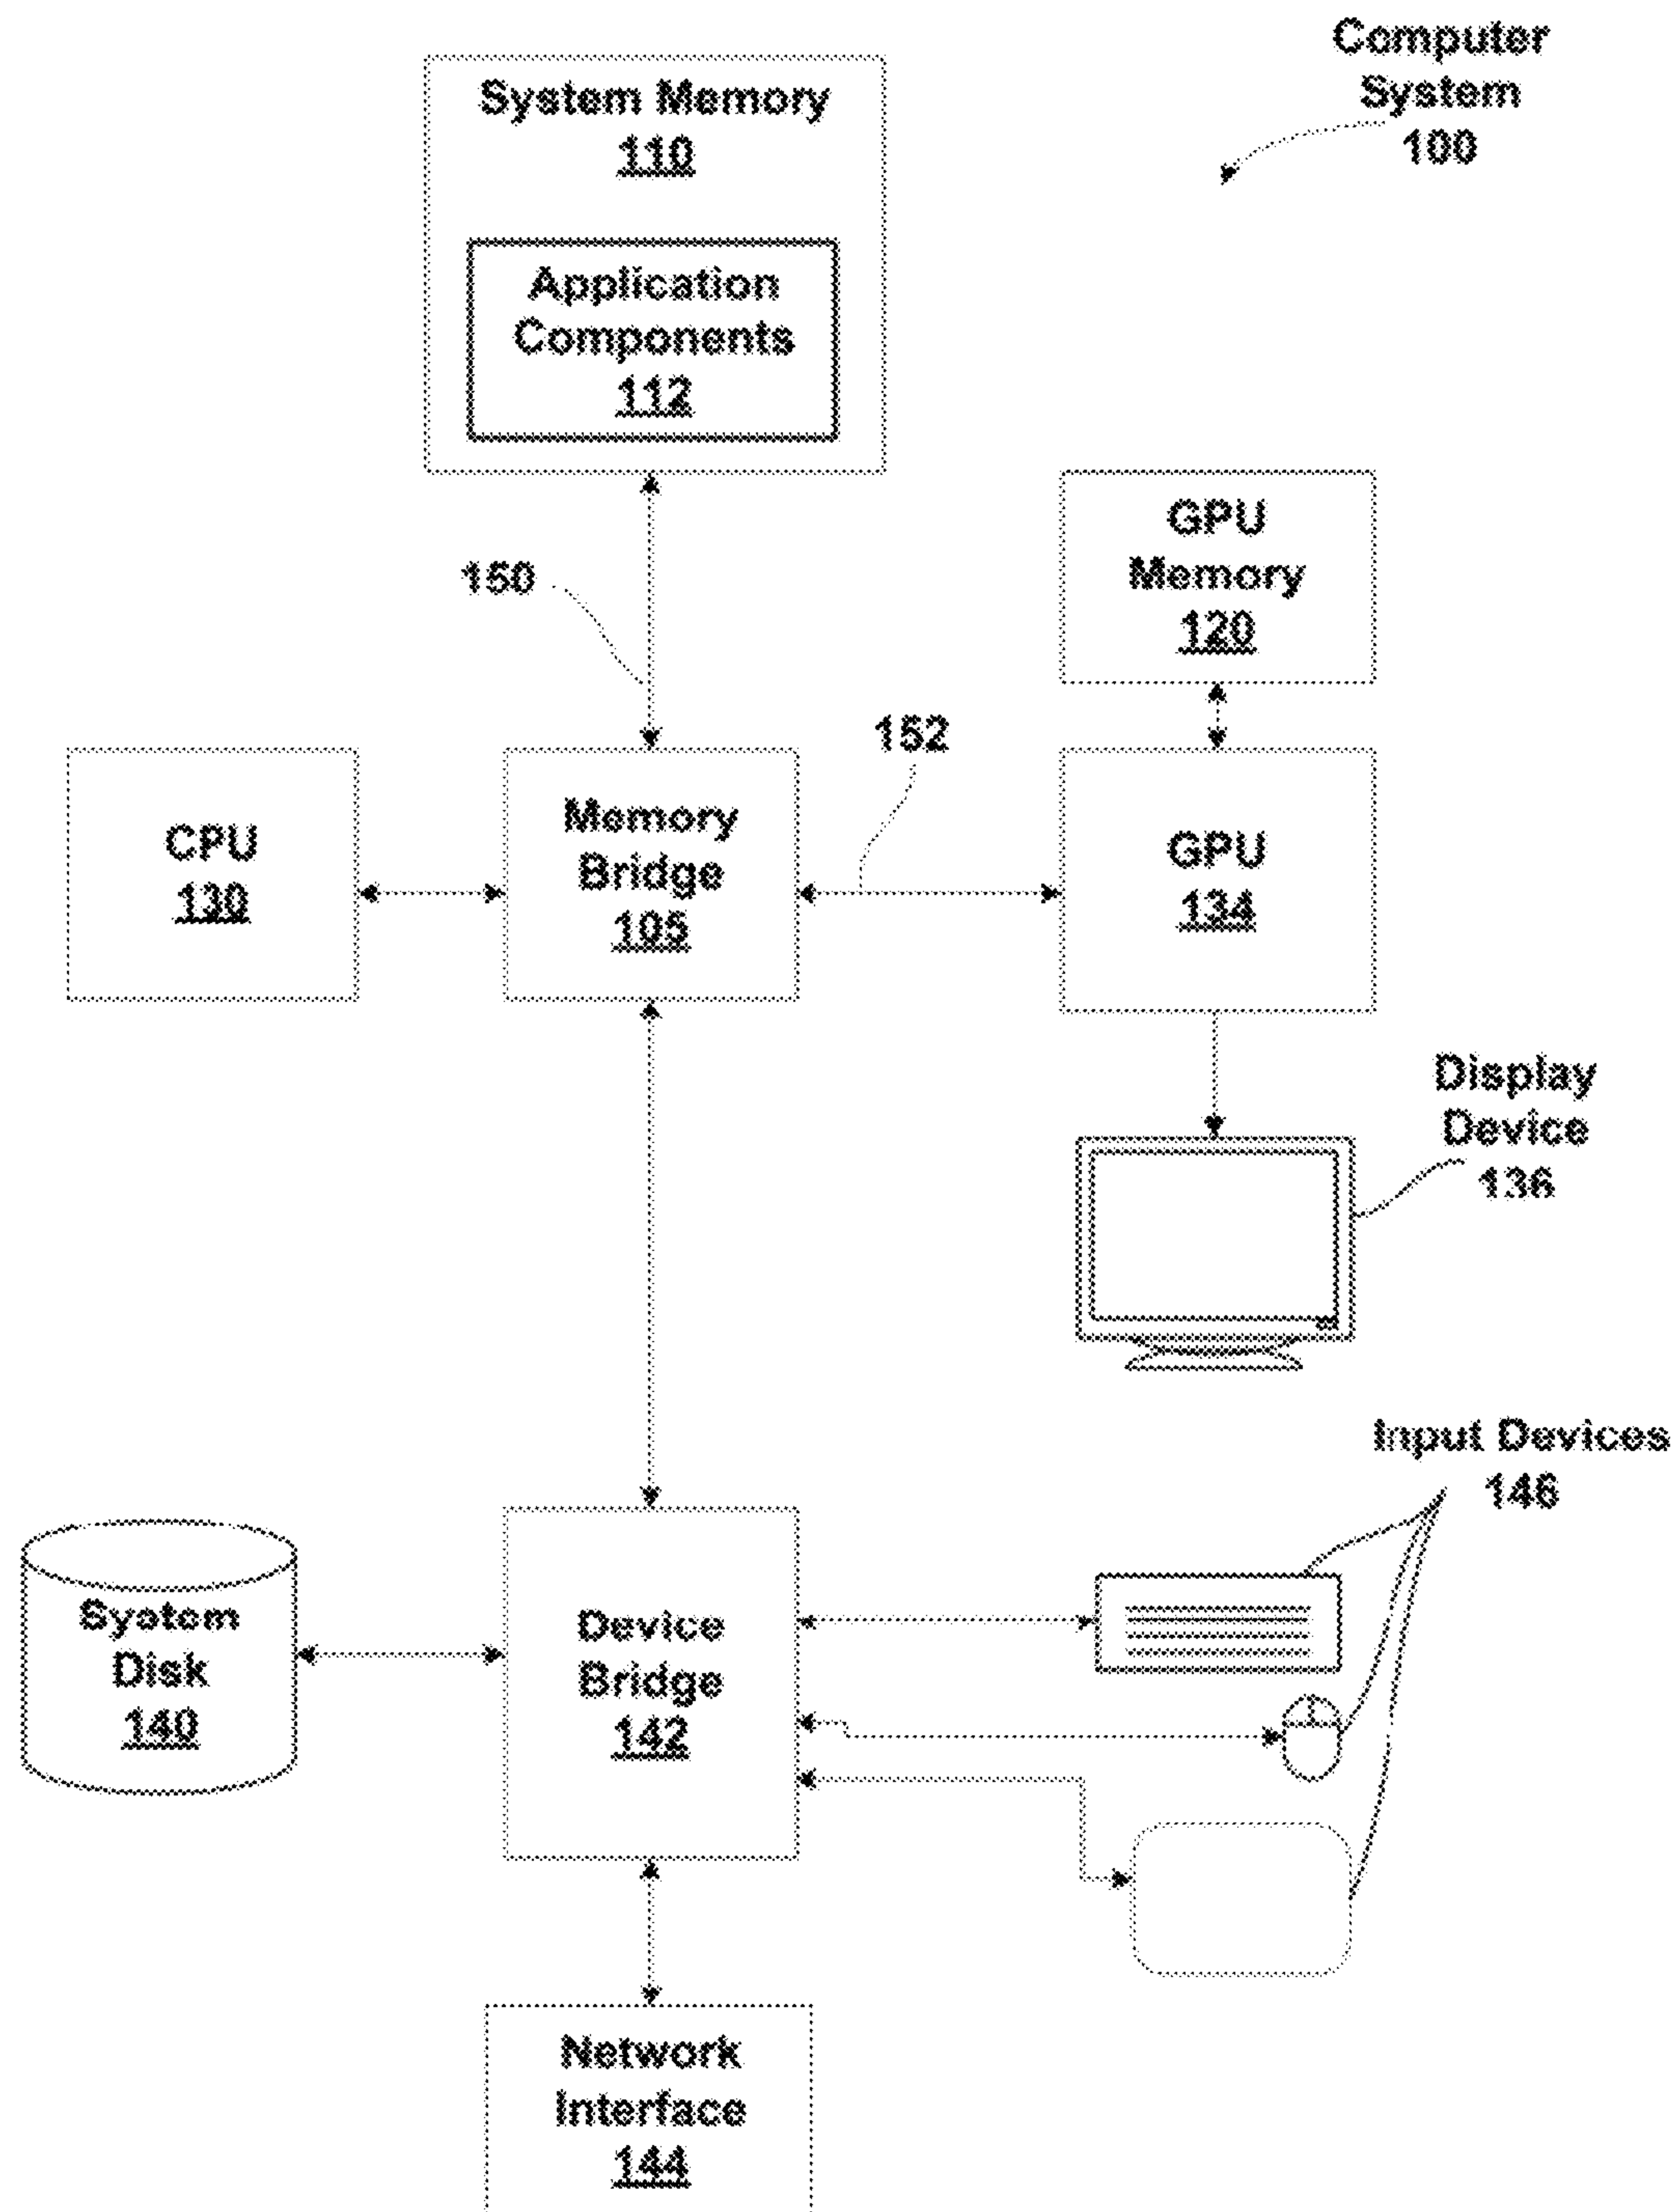 Computer
System
100
System Memory
110
Application
Components
112
GPU
Memory
120
150
152
CPU
130
Memory
Bridge
105
GPU
134
Display
Device
136
Input Devices
146
System
Disk
140
Device
Bridge
142
Network
Interface
144